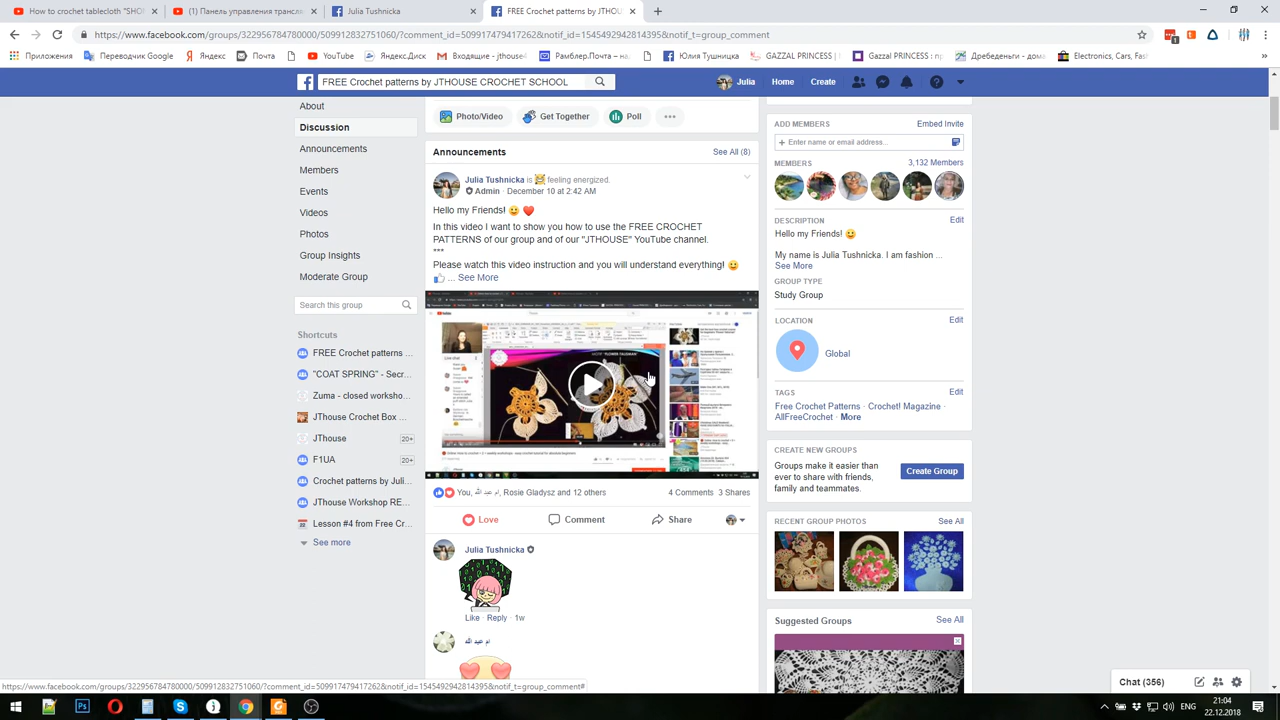 How to crochet tablecloth "SHO
(1) Панель управления трансля
Julia Tushnicka
FREE Crochet patterns by JTHOUSE
https://www.facebook.com/groups/322956784780000/509912832751060/?comment_id=509917479417262&notif_id=1545492942814395&notif_t=group_comment
Приложения
Переводчик Google
Яндекс
Почта
Яндекс
YouTube
Facebook
Входящие - jthouse4
Рамблер.Почта – на
Юлия Тушницка
GAZZAL PRINCESS |
Gazzal PRINCESS : пр
Дребеденьги - дома
Electronics, Cars, Fash
FREE Crochet patterns by JTHOUSE CROCHET SCHOOL
Julia
Home
Create
About
Discussion
Announcements
Members
Events
Videos
Photos
Group Insights
Moderate Group
Search this group
Shortcuts
FREE Crochet patterns ...
"COAT SPRING" - Secr...
Zuma - closed worksho...
JThouse Crochet Box ...
JThouse 20+
F1UA 20+
Crochet patterns by Juli...
JThouse Workshop RE...
Lesson #4 from Free Cr...
See more
Photo/Video
Get Together
Poll
Announcements
See All (8)
Julia Tushnicka is feeling energized.
Admin · December 10 at 2:42 AM
Hello my Friends!
In this video I want to show you how to use the FREE CROCHET
PATTERNS of our group and of our "JTHOUSE" YouTube channel.
***
Please watch this video instruction and you will understand everything!
... See More
You, ام عبد الله, Rosie Gladysz and 12 others
4 Comments 3 Shares
Love
Comment
Share
Julia Tushnicka
Like · Reply · 1w
ام عبد الله
ADD MEMBERS
Embed Invite
+ Enter name or email address...
MEMBERS
3,132 Members
DESCRIPTION
Edit
Hello my Friends!
My name is Julia Tushnicka. I am fashion ...
See More
GROUP TYPE
Study Group
LOCATION
Edit
Global
TAGS
Edit
Free Crochet Patterns · Crochet! Magazine ·
AllFreeCrochet · More
CREATE NEW GROUPS
Groups make it easier than
ever to share with friends,
family and teammates.
Create Group
RECENT GROUP PHOTOS
See All
Suggested Groups
See All
Chat (356)
https://www.facebook.com/groups/322956784780000/509912832751060/?comment_id=509917479417262&notif_id=1545492942814395&notif_t=group_comment#
ENG
21:04
22.12.2018